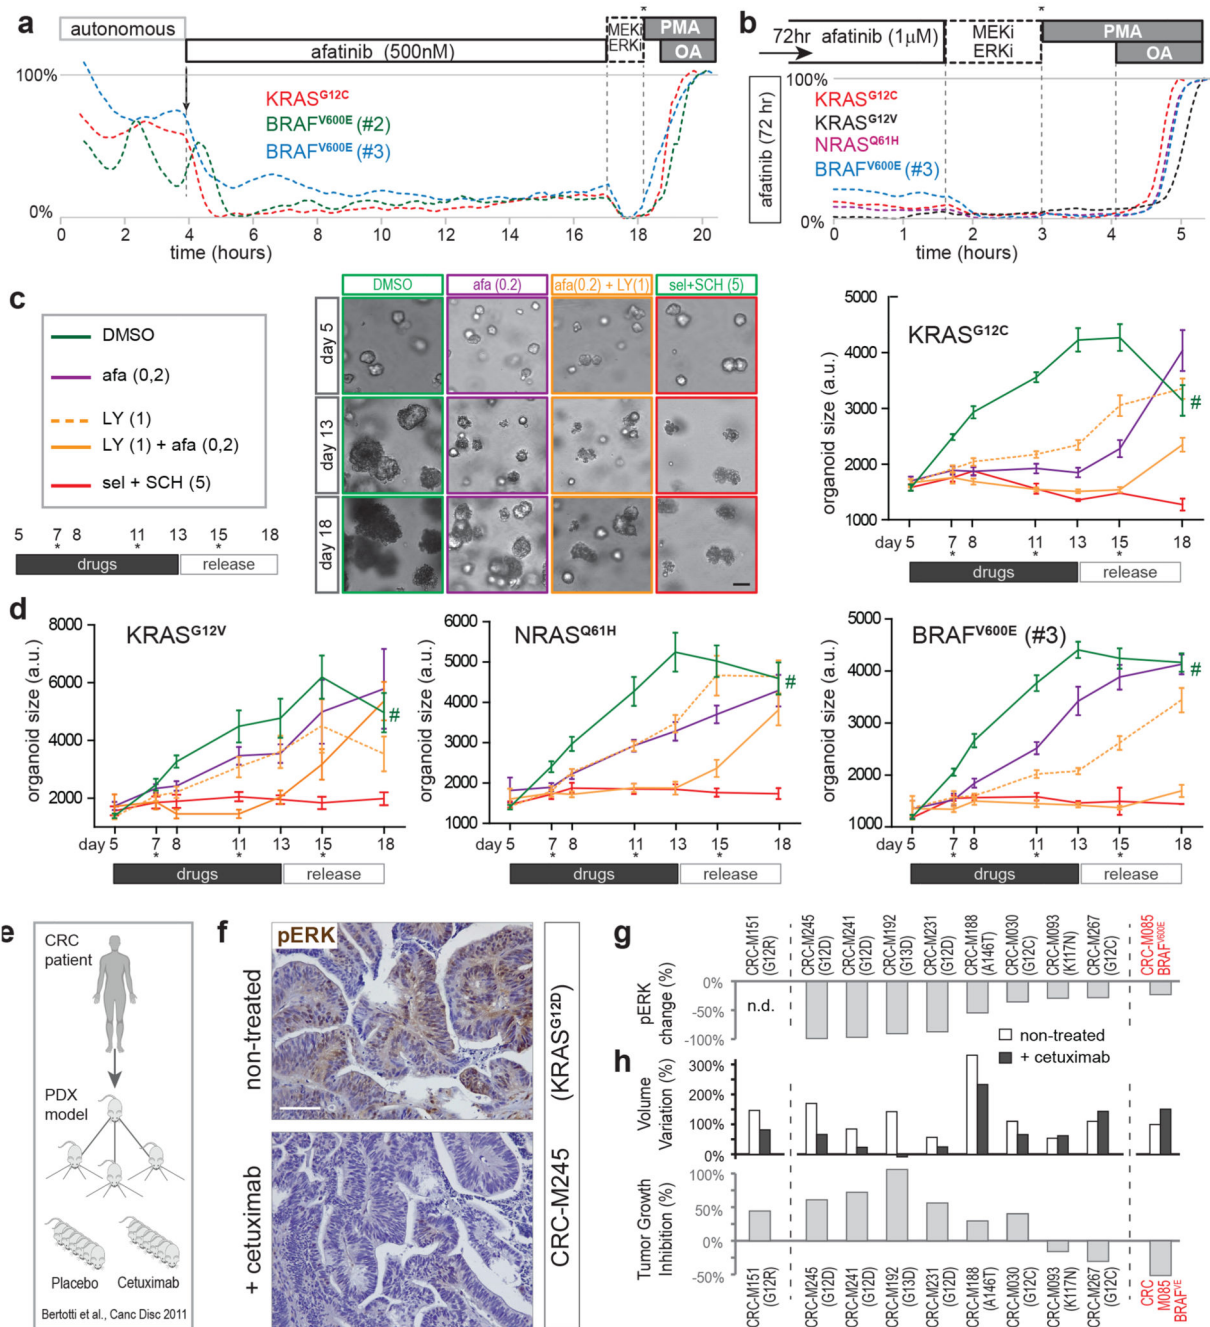 a
autonomous
afatinib (500nM)
MEKi
ERKi
*
PMA
OA
100%
0%
KRASG12C
BRAFV600E (#2)
BRAFV600E (#3)
0 2 4 6 8 10 12 14 16 18 20
time (hours)
b
72hr afatinib (1µM)
MEKi
ERKi
*
PMA
OA
afatinib (72 hr)
100%
0%
KRASG12C
KRASG12V
NRASQ61H
BRAFV600E (#3)
0 1 2 3 4 5
time (hours)
c
DMSO
afa (0,2)
LY (1)
LY (1) + afa (0,2)
sel + SCH (5)
5 7 8 11 13 15 18
* * *
drugs release
DMSO afa (0.2) afa(0.2) + LY(1) sel+SCH (5)
day 5
day 13
day 18
KRASG12C
organoid size (a.u.)
5000
4000
3000
2000
1000
#
day 5 7 8 11 13 15 18
* * *
drugs release
d
KRASG12V
organoid size (a.u.)
8000
6000
4000
2000
#
day 5 7 8 11 13 15 18
* * *
drugs release
NRASQ61H
organoid size (a.u.)
6000
5000
4000
3000
2000
1000
#
day 5 7 8 11 13 15 18
* * *
drugs release
BRAFV600E (#3)
organoid size (a.u.)
5000
4000
3000
2000
1000
#
day 5 7 8 11 13 15 18
* * *
drugs release
e
CRC
patient
PDX
model
Placebo Cetuximab
Bertotti et al., Canc Disc 2011
f
pERK
non-treated
+ cetuximab
(KRASG12D)
CRC-M245
g
CRC-M151
(G12R)
CRC-M245
(G12D)
CRC-M241
(G12D)
CRC-M192
(G13D)
CRC-M231
(G12D)
CRC-M188
(A146T)
CRC-M030
(G12C)
CRC-M093
(K117N)
CRC-M267
(G12C)
CRC-M085
BRAFV600E
pERK
change (%)
0%
-50%
-100%
n.d.
non-treated
+ cetuximab
h
Volume
Variation (%)
300%
200%
100%
0%
Tumor Growth
Inhibition (%)
100%
50%
0%
-50%
CRC-M151
(G12R)
CRC-M245
(G12D)
CRC-M241
(G12D)
CRC-M192
(G13D)
CRC-M231
(G12D)
CRC-M188
(A146T)
CRC-M030
(G12C)
CRC-M093
(K117N)
CRC-M267
(G12C)
CRC
M085
BRAFVE